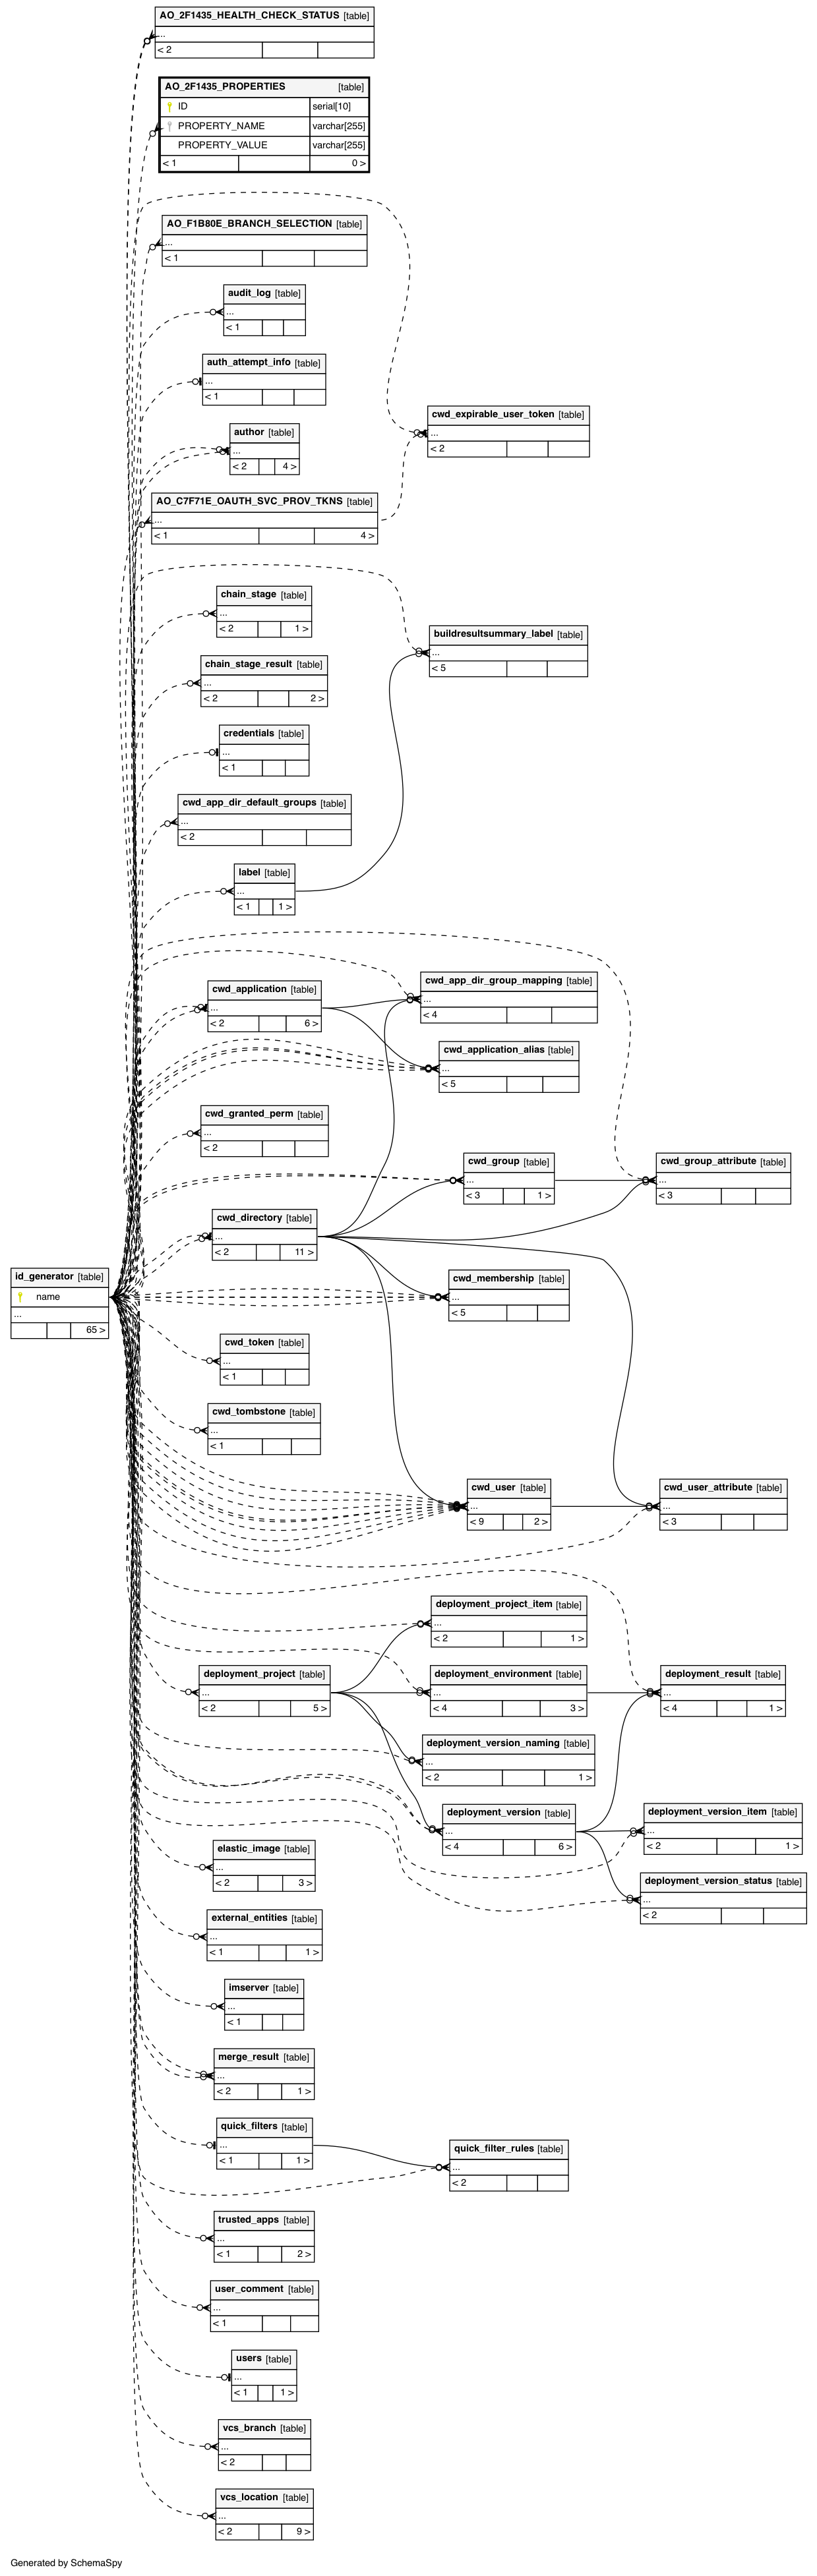 AO_2F1435_HEALTH_CHECK_STATUS [table]
...
< 2
AO_2F1435_PROPERTIES [table]
ID serial[10]
PROPERTY_NAME varchar[255]
PROPERTY_VALUE varchar[255]
< 1 0 >
AO_F1B80E_BRANCH_SELECTION [table]
...
< 1
audit_log [table]
...
< 1
auth_attempt_info [table]
...
< 1
cwd_expirable_user_token [table]
...
< 2
author [table]
...
< 2 4 >
AO_C7F71E_OAUTH_SVC_PROV_TKNS [table]
...
< 1 4 >
chain_stage [table]
...
< 2 1 >
buildresultsummary_label [table]
...
< 5
chain_stage_result [table]
...
< 2 2 >
credentials [table]
...
< 1
cwd_app_dir_default_groups [table]
...
< 2
label [table]
...
< 1 1 >
cwd_app_dir_group_mapping [table]
...
< 4
cwd_application [table]
...
< 2 6 >
cwd_application_alias [table]
...
< 5
cwd_granted_perm [table]
...
< 2
cwd_group [table]
...
< 3 1 >
cwd_group_attribute [table]
...
< 3
cwd_directory [table]
...
< 2 11 >
id_generator [table]
name
...
65 >
cwd_membership [table]
...
< 5
cwd_token [table]
...
< 1
cwd_tombstone [table]
...
< 1
cwd_user [table]
...
< 9 2 >
cwd_user_attribute [table]
...
< 3
deployment_project_item [table]
...
< 2 1 >
deployment_project [table]
...
< 2 5 >
deployment_environment [table]
...
< 4 3 >
deployment_result [table]
...
< 4 1 >
deployment_version_naming [table]
...
< 2 1 >
deployment_version [table]
...
< 4 6 >
deployment_version_item [table]
...
< 2 1 >
elastic_image [table]
...
< 2 3 >
deployment_version_status [table]
...
< 2
external_entities [table]
...
< 1 1 >
imserver [table]
...
< 1
merge_result [table]
...
< 2 1 >
quick_filters [table]
...
< 1 1 >
quick_filter_rules [table]
...
< 2
trusted_apps [table]
...
< 1 2 >
user_comment [table]
...
< 1
users [table]
...
< 1 1 >
vcs_branch [table]
...
< 2
vcs_location [table]
...
< 2 9 >
Generated by SchemaSpy